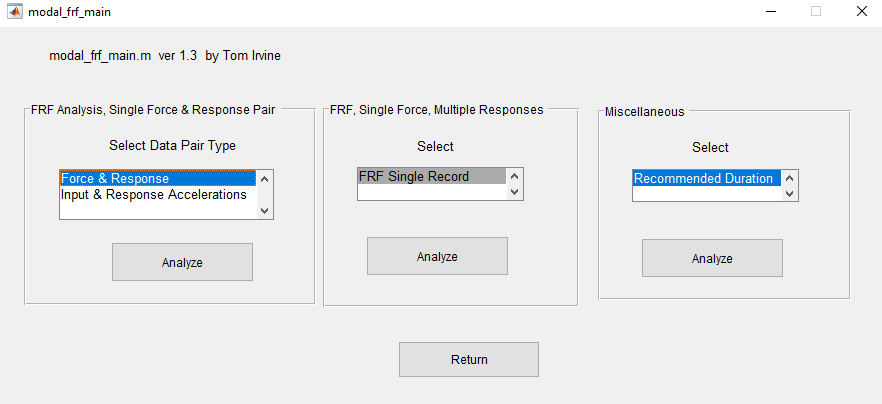 modal_frf_main
modal_frf_main.m ver 1.3 by Tom Irvine
FRF Analysis, Single Force & Response Pair
Select Data Pair Type
Force & Response
Input & Response Accelerations
Analyze
FRF, Single Force, Multiple Responses
Select
FRF Single Record
Analyze
Miscellaneous
Select
Recommended Duration
Analyze
Return